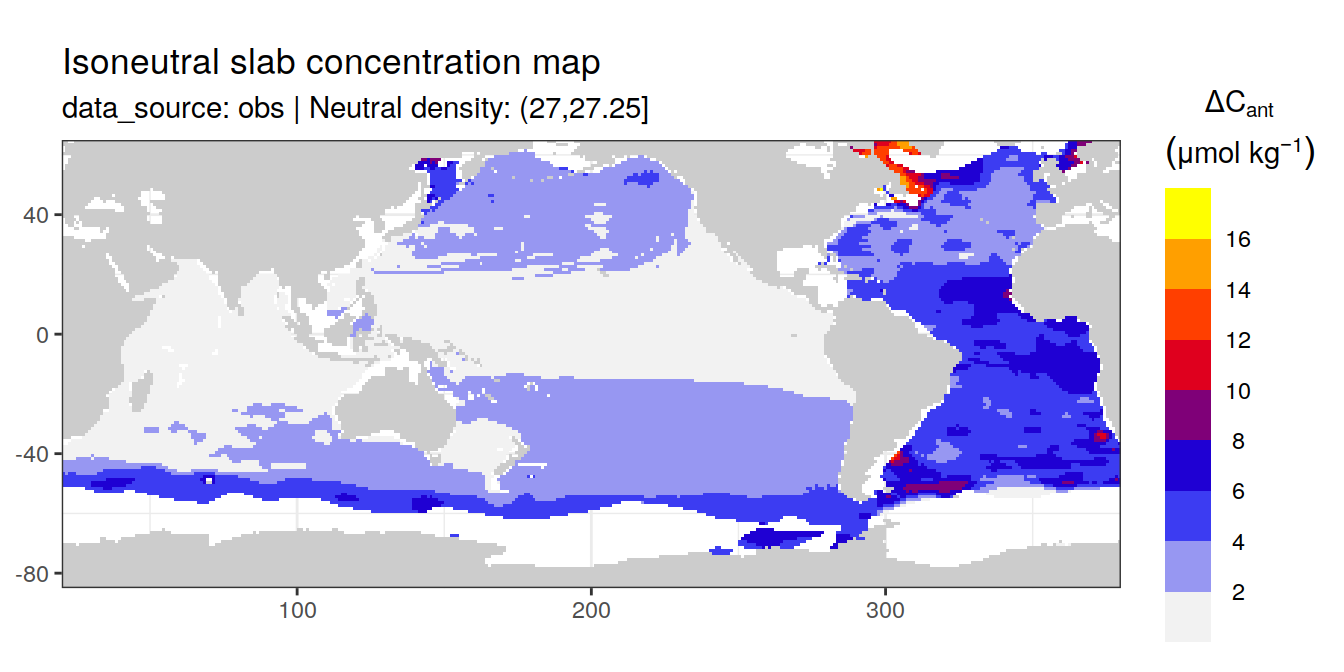 Isoneutral slab concentration map
data_source: obs | Neutral density: (27,27.25]
ΔCant
(μmol kg−1)
16
14
12
10
8
6
4
2
40
0
-40
-80
100 200 300